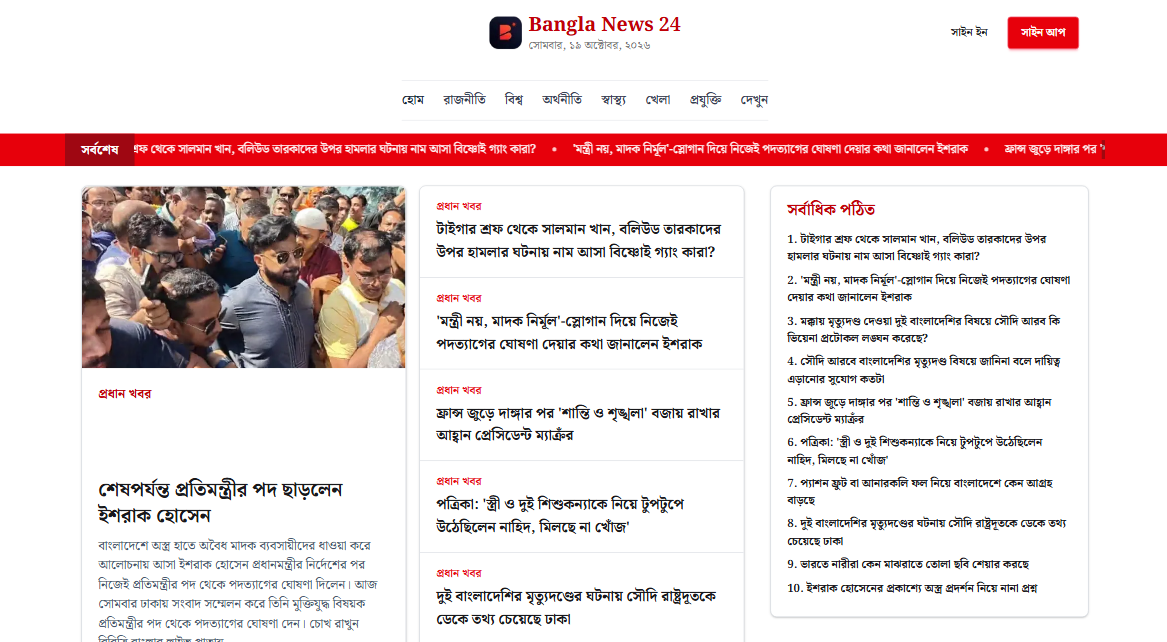 Bangla News 24
সোমবার, ১৯ অক্টোবর, ২০২৬
সাইন ইন
সাইন আপ
হোম রাজনীতি বিশ্ব অর্থনীতি স্বাস্থ্য খেলা প্রযুক্তি দেখুন
সর্বশেষ শ্রফ থেকে সালমান খান, বলিউড তারকাদের উপর হামলার ঘটনায় নাম আসা বিষ্ণোই গ্যাং কারা? • 'মন্ত্রী নয়, মাদক নির্মূল'-স্লোগান দিয়ে নিজেই পদত্যাগের ঘোষণা দেয়ার কথা জানালেন ইশরাক • ফ্রান্স জুড়ে দাঙ্গার পর
প্রধান খবর
শেষপর্যন্ত প্রতিমন্ত্রীর পদ ছাড়লেন
ইশরাক হোসেন
বাংলাদেশে অস্ত্র হাতে অবৈধ মাদক ব্যবসায়ীদের ধাওয়া করে
আলোচনায় আসা ইশরাক হোসেন প্রধানমন্ত্রীর নির্দেশের পর
নিজেই প্রতিমন্ত্রীর পদ থেকে পদত্যাগের ঘোষণা দিলেন। আজ
সোমবার ঢাকায় সংবাদ সম্মেলন করে তিনি মুক্তিযুদ্ধ বিষয়ক
প্রতিমন্ত্রীর পদ থেকে পদত্যাগের ঘোষণা দেন। চোখ রাখুন
প্রধান খবর
টাইগার শ্রফ থেকে সালমান খান, বলিউড তারকাদের
উপর হামলার ঘটনায় নাম আসা বিষ্ণোই গ্যাং কারা?
প্রধান খবর
'মন্ত্রী নয়, মাদক নির্মূল'-স্লোগান দিয়ে নিজেই
পদত্যাগের ঘোষণা দেয়ার কথা জানালেন ইশরাক
প্রধান খবর
ফ্রান্স জুড়ে দাঙ্গার পর 'শান্তি ও শৃঙ্খলা' বজায় রাখার
আহ্বান প্রেসিডেন্ট ম্যাক্রঁর
প্রধান খবর
পত্রিকা: 'স্ত্রী ও দুই শিশুকন্যাকে নিয়ে টুপটুপে
উঠেছিলেন নাহিদ, মিলছে না খোঁজ'
প্রধান খবর
দুই বাংলাদেশির মৃত্যুদণ্ডের ঘটনায় সৌদি রাষ্ট্রদূতকে
ডেকে তথ্য চেয়েছে ঢাকা
সর্বাধিক পঠিত
1. টাইগার শ্রফ থেকে সালমান খান, বলিউড তারকাদের উপর
হামলার ঘটনায় নাম আসা বিষ্ণোই গ্যাং কারা?
2. 'মন্ত্রী নয়, মাদক নির্মূল'-স্লোগান দিয়ে নিজেই পদত্যাগের ঘোষণা
দেয়ার কথা জানালেন ইশরাক
3. মক্কায় মৃত্যুদণ্ড দেওয়া দুই বাংলাদেশির বিষয়ে সৌদি আরব কি
ভিয়েনা প্রটোকল লঙ্ঘন করেছে?
4. সৌদি আরবে বাংলাদেশির মৃত্যুদণ্ড বিষয়ে জানিনা বলে দায়িত্ব
এড়ানোর সুযোগ কতটা
5. ফ্রান্স জুড়ে দাঙ্গার পর 'শান্তি ও শৃঙ্খলা' বজায় রাখার আহ্বান
প্রেসিডেন্ট ম্যাক্রঁর
6. পত্রিকা: 'স্ত্রী ও দুই শিশুকন্যাকে নিয়ে টুপটুপে উঠেছিলেন
নাহিদ, মিলছে না খোঁজ'
7. প্যাশন ফ্রুট বা আনারকলি ফল নিয়ে বাংলাদেশে কেন আগ্রহ
বাড়ছে
8. দুই বাংলাদেশির মৃত্যুদণ্ডের ঘটনায় সৌদি রাষ্ট্রদূতকে ডেকে তথ্য
চেয়েছে ঢাকা
9. ভারতে নারীরা কেন মাঝরাতে তোলা ছবি শেয়ার করছে
10. ইশরাক হোসেনের প্রকাশ্যে অস্ত্র প্রদর্শন নিয়ে নানা প্রশ্ন